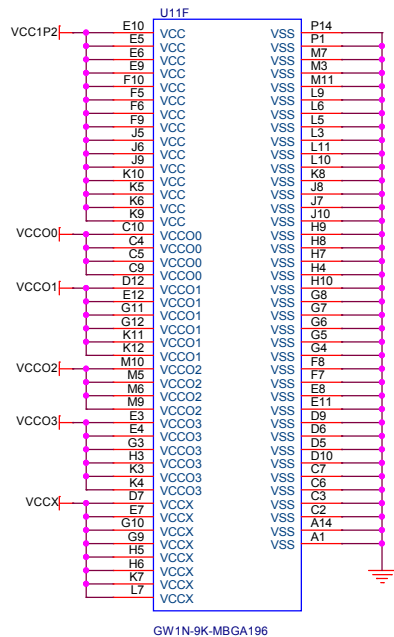 U11F
VCC1P2 E10 VCC VSS P14
E5 VCC VSS P1
E6 VCC VSS M7
E9 VCC VSS M3
F10 VCC VSS M11
F5 VCC VSS L9
F6 VCC VSS L6
F9 VCC VSS L5
J5 VCC VSS L3
J6 VCC VSS L11
J9 VCC VSS L10
K10 VCC VSS K8
K5 VCC VSS J8
K6 VCC VSS J7
K9 VCC VSS J10
VCCO0 C10 VCCO0 VSS H9
C4 VCCO0 VSS H8
C5 VCCO0 VSS H7
C9 VCCO0 VSS H4
VCCO1 D12 VCCO1 VSS H10
E12 VCCO1 VSS G8
G11 VCCO1 VSS G7
G12 VCCO1 VSS G6
K11 VCCO1 VSS G5
K12 VCCO1 VSS G4
VCCO2 M10 VCCO2 VSS F8
M5 VCCO2 VSS F7
M6 VCCO2 VSS E8
M9 VCCO2 VSS E11
VCCO3 E3 VCCO3 VSS D9
E4 VCCO3 VSS D6
G3 VCCO3 VSS D5
H3 VCCO3 VSS D10
K3 VCCO3 VSS C7
K4 VCCO3 VSS C6
VCCX D7 VCCX VSS C3
E7 VCCX VSS C2
G10 VCCX VSS A14
G9 VCCX VSS A1
H5 VCCX
H6 VCCX
K7 VCCX
L7 VCCX
GW1N-9K-MBGA196